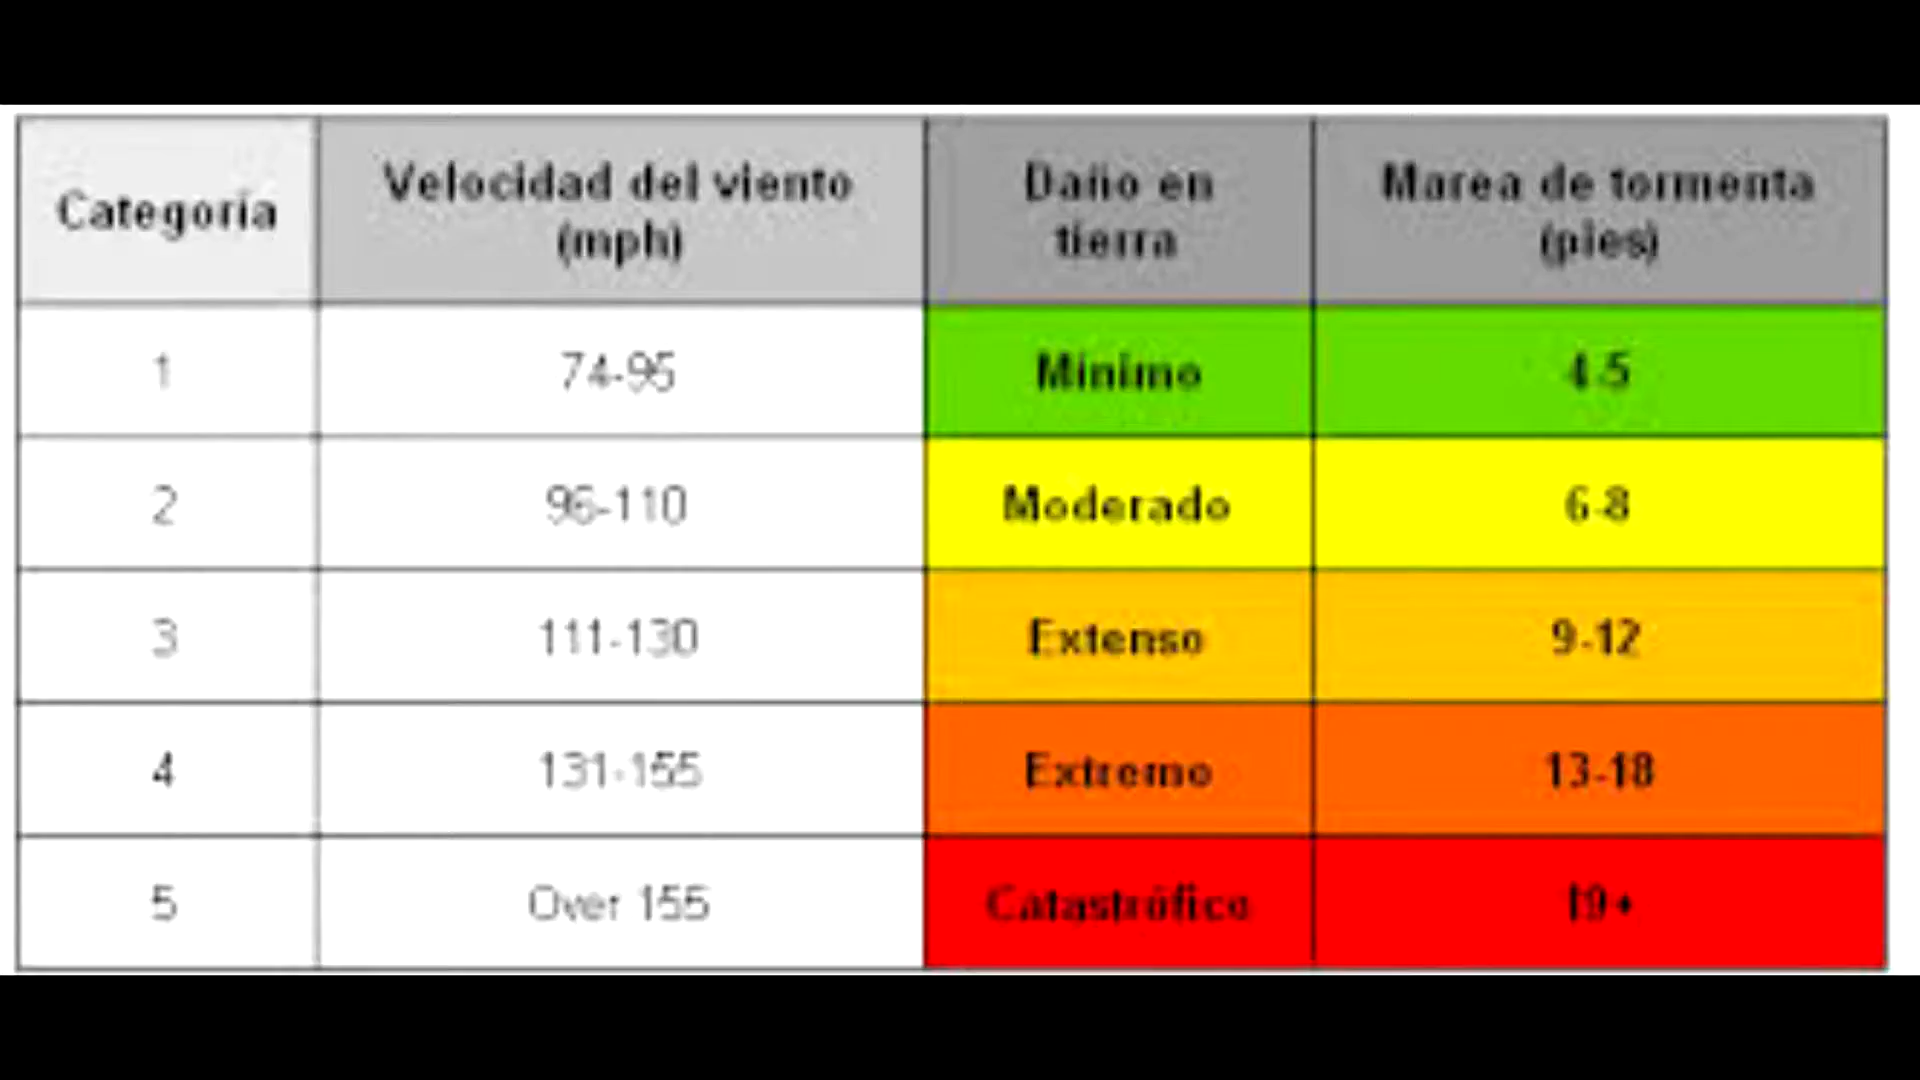 Categoría
Velocidad del viento
(mph)
Daño en
tierra
Marea de tormenta
(pies)
1
74-95
Mínimo
4-5
2
96-110
Moderado
6-8
3
111-130
Extenso
9-12
4
131-155
Extremo
13-18
5
Over 155
Catastrófico
19+